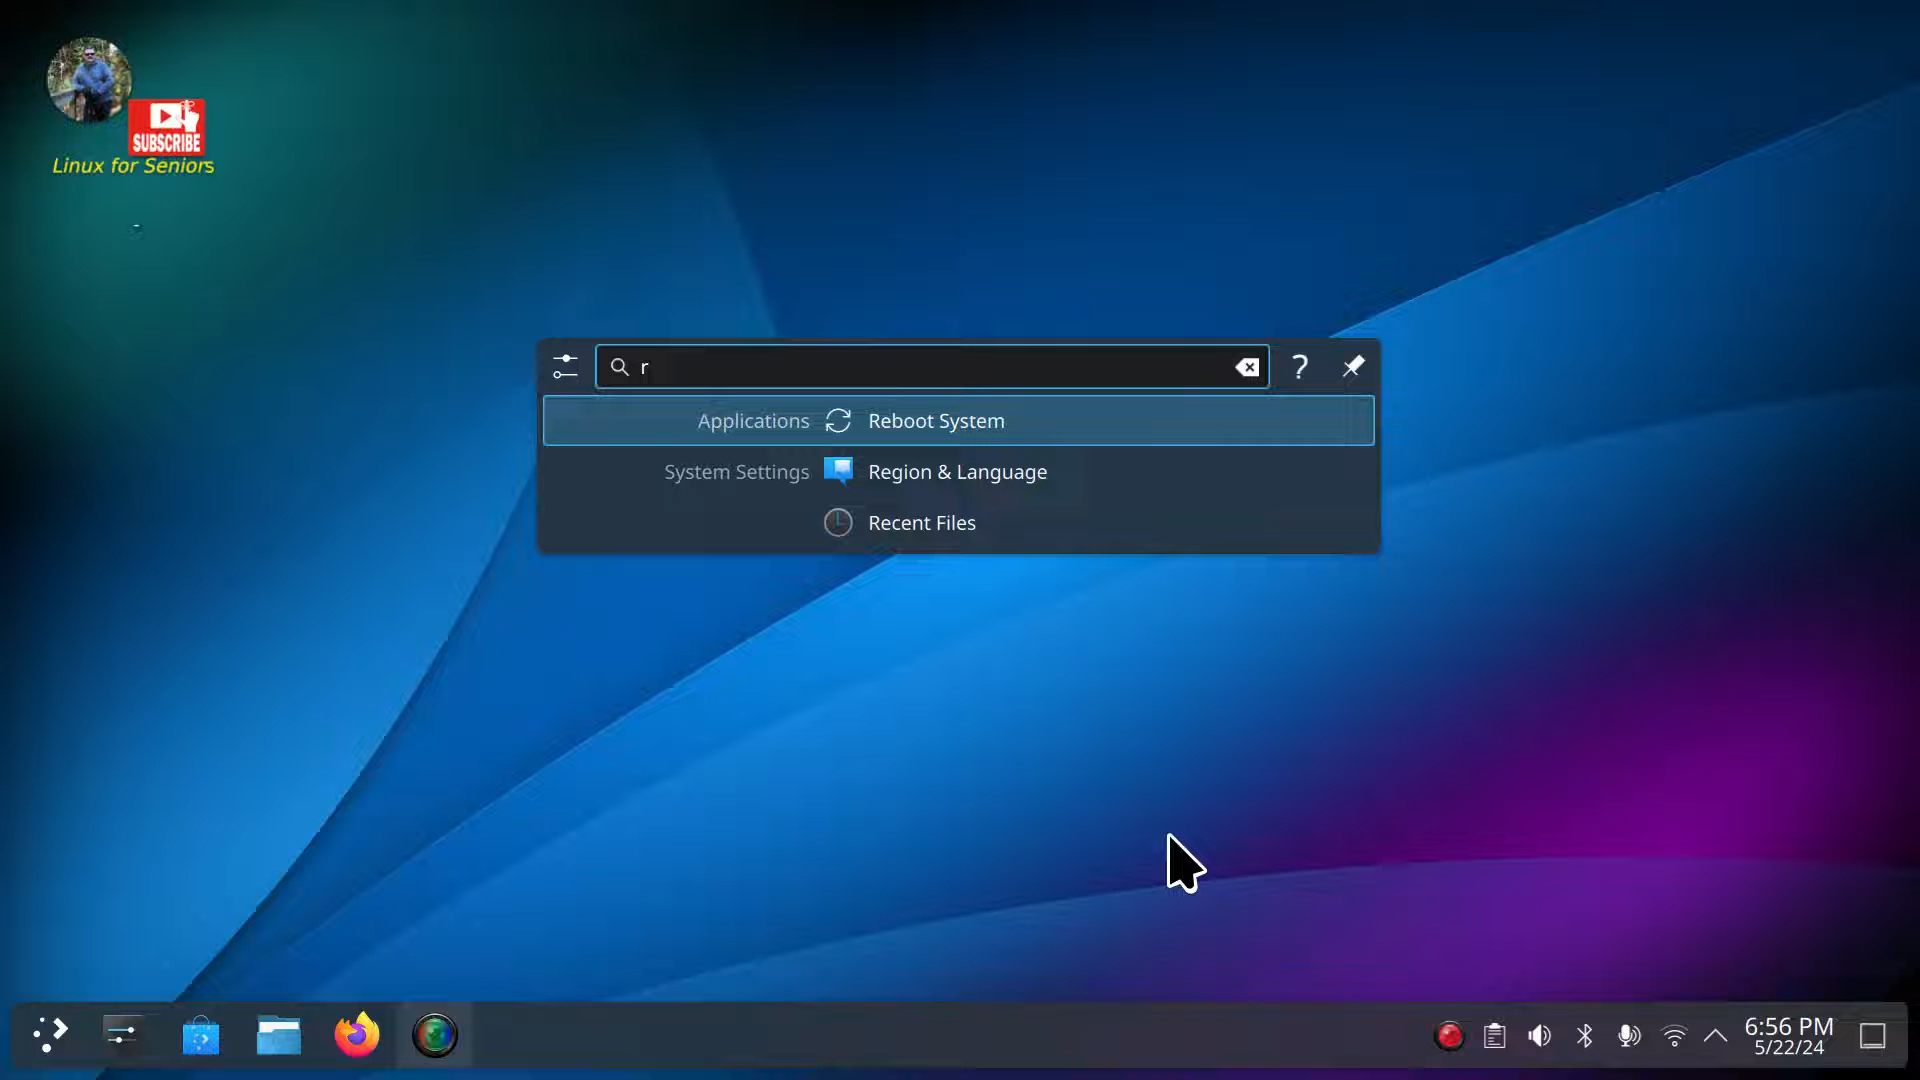 SUBSCRIBE
Linux for Seniors
r
?
Applications Reboot System
System Settings Region & Language
Recent Files
6:56 PM
5/22/24